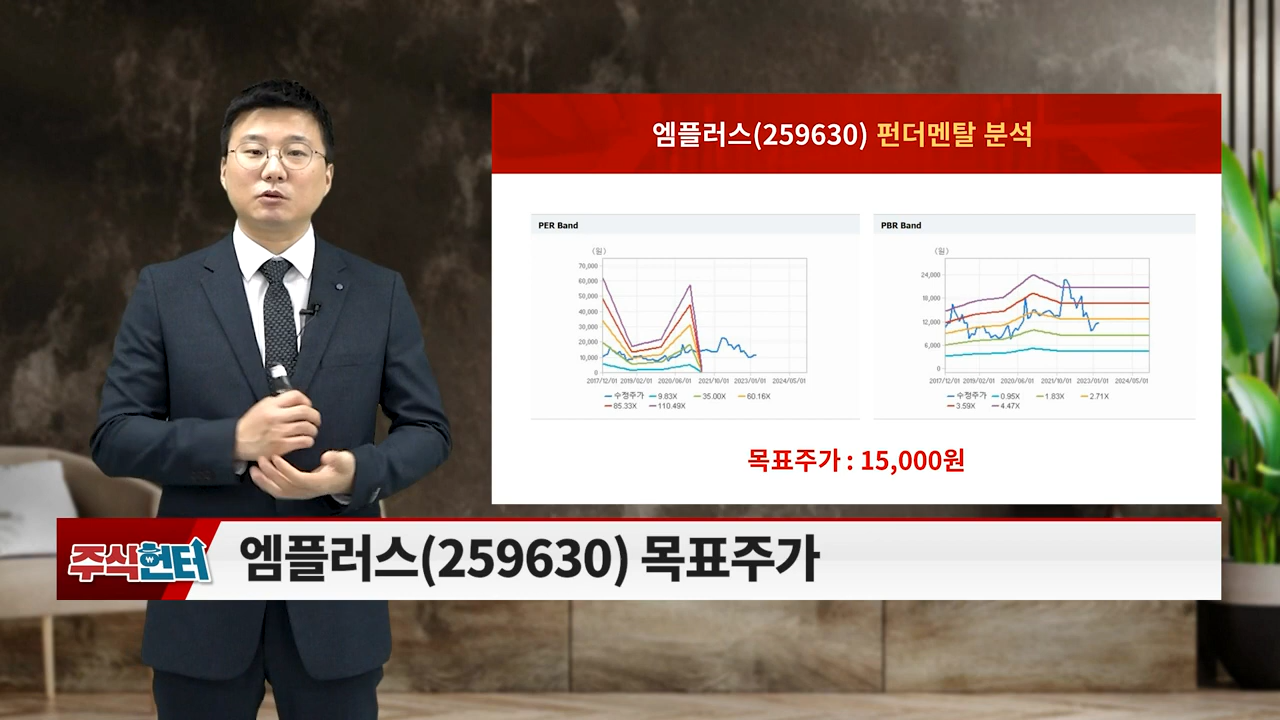 엠플러스(259630) 펀더멘탈 분석
PER Band
(원)
70,000
60,000
50,000
40,000
30,000
20,000
10,000
0
2017/12/01 2019/02/01 2020/06/01 2021/10/01 2023/01/01 2024/05/01
수정주가 9.83X 35.00X 60.16X
85.33X 110.49X
PBR Band
(원)
24,000
18,000
12,000
6,000
0
2017/12/01 2019/02/01 2020/06/01 2021/10/01 2023/01/01 2024/05/01
수정주가 0.95X 1.83X 2.71X
3.59X 4.47X
목표주가 : 15,000원
주식헌터
엠플러스(259630) 목표주가